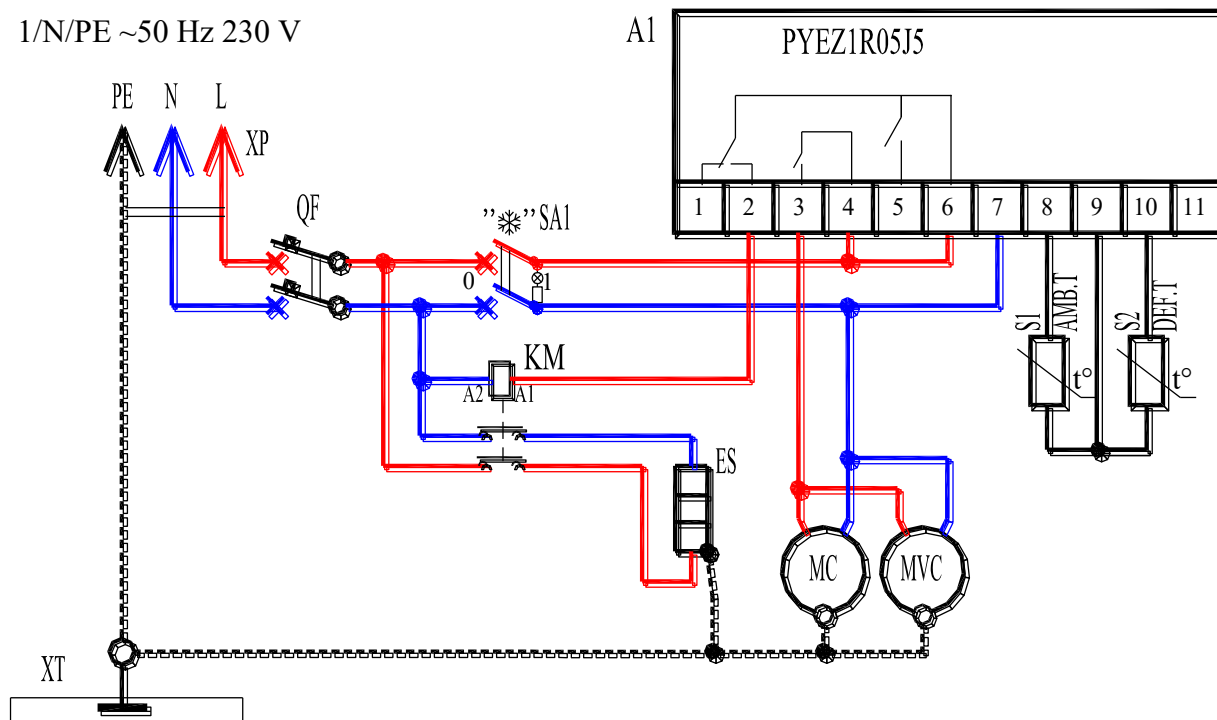 1/N/PE ~50 Hz 230 V
A1
PYEZ1R05J5
PE N L
XP
QF
"❄" SA1
1 2 3 4 5 6 7 8 9 10 11
0 1
KM
A2 A1
S1 AMB.T
S2 DEF.T
t° t°
ES
MC MVC
XT